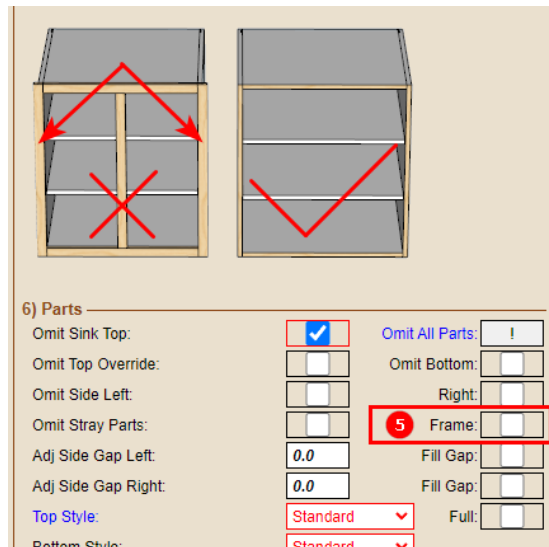 6) Parts
Omit Sink Top: Omit All Parts: !
Omit Top Override: Omit Bottom:
Omit Side Left: Right:
Omit Stray Parts: 5 Frame:
Adj Side Gap Left: 0.0 Fill Gap:
Adj Side Gap Right: 0.0 Fill Gap:
Top Style: Standard Full:
Bottom Style: Standard